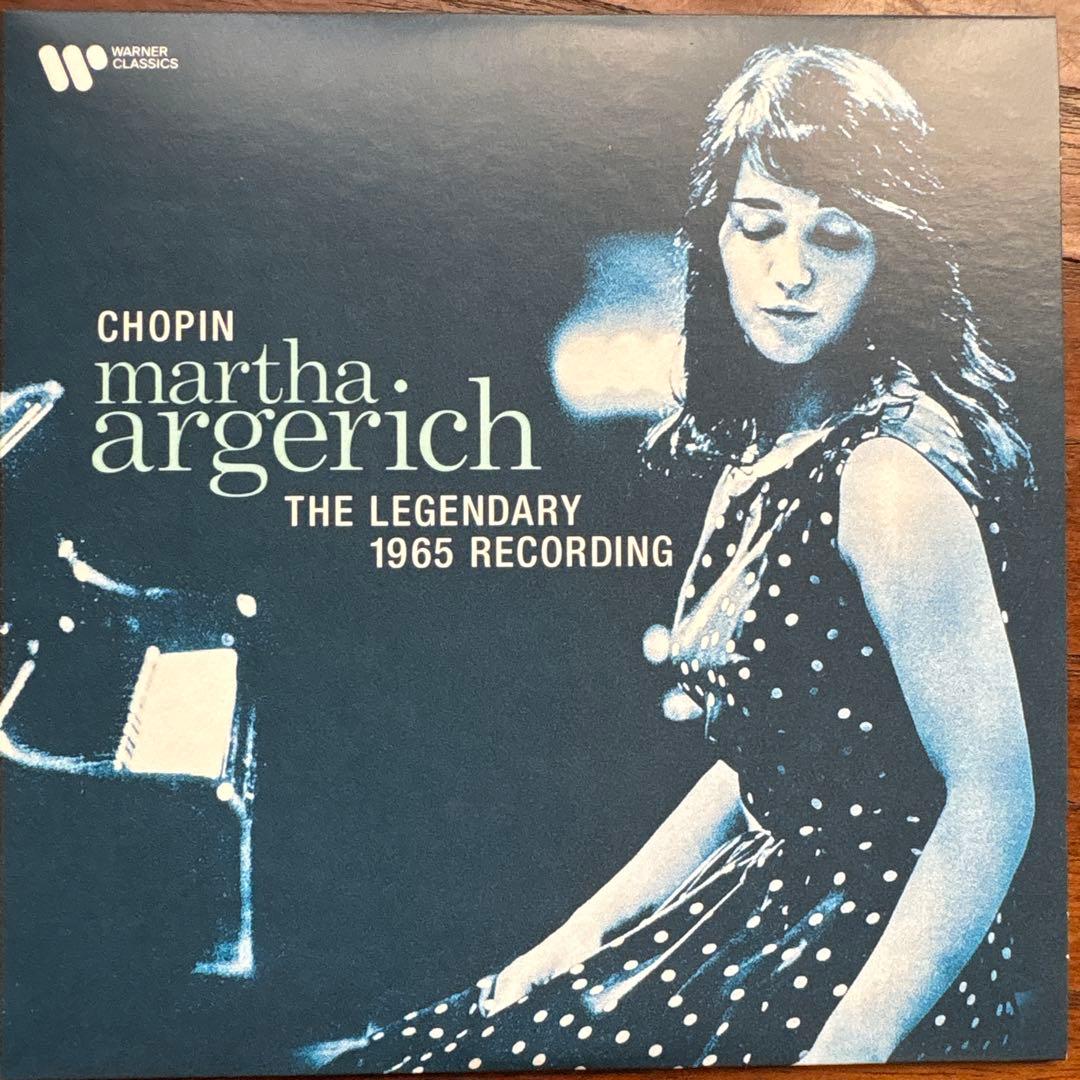 WARNER
CLASSICS
CHOPIN
martha
argerich
THE LEGENDARY
1965 RECORDING